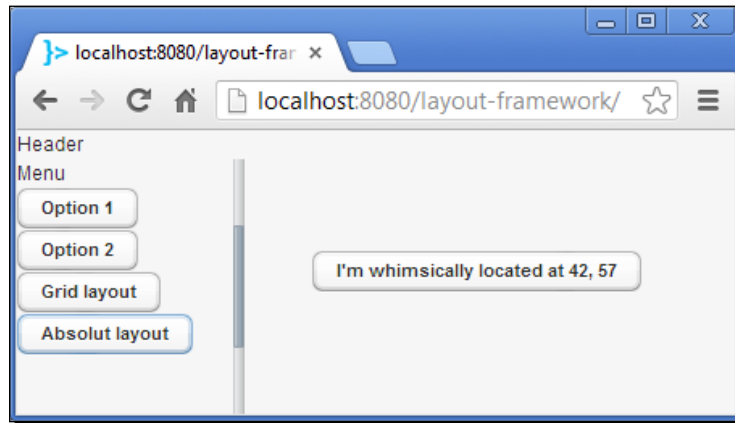 localhost:8080/layout-fran
localhost:8080/layout-framework/
Header
Menu
Option 1
Option 2
Grid layout
Absolut layout
I'm whimsically located at 42, 57